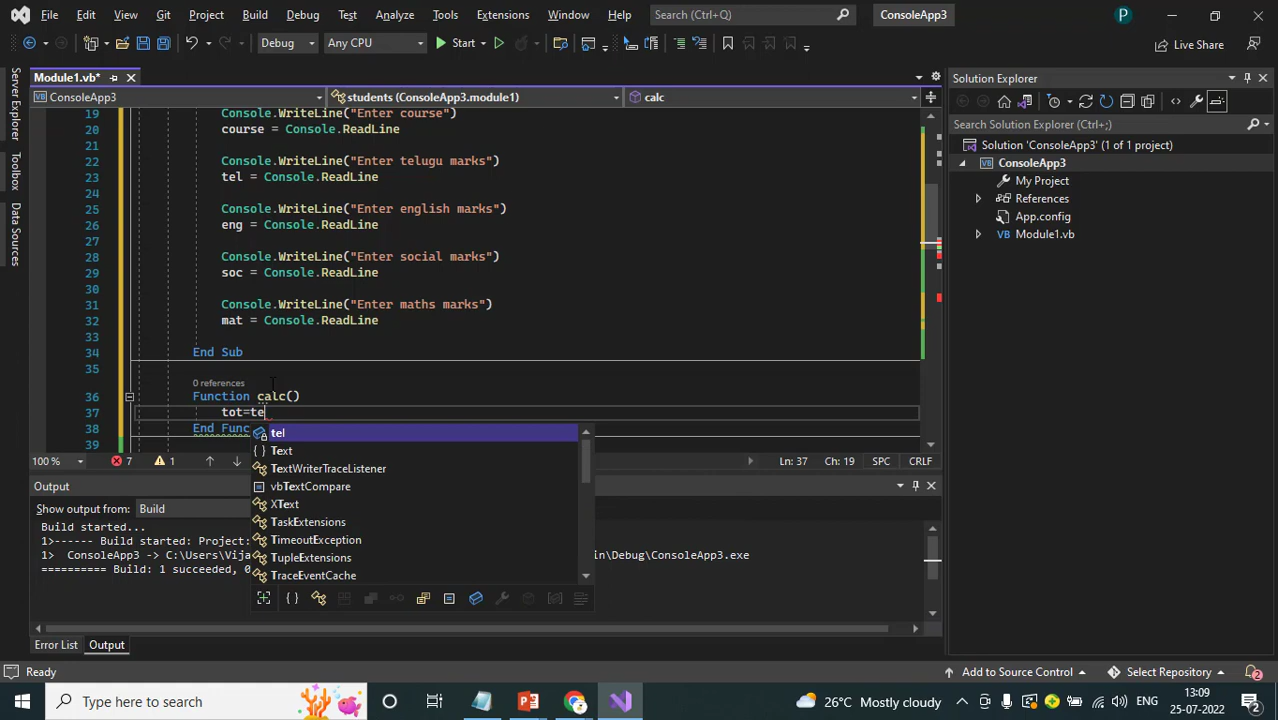 File Edit View Git Project Build Debug Test Analyze Tools Extensions Window Help Search (Ctrl+Q) ConsoleApp3 P
Debug Any CPU Start Live Share
Server Explorer
Toolbox
Data Sources
Module1.vb*
ConsoleApp3 students (ConsoleApp3.module1) calc
19 Console.WriteLine("Enter course")
20 course = Console.ReadLine
21
22 Console.WriteLine("Enter telugu marks")
23 tel = Console.ReadLine
24
25 Console.WriteLine("Enter english marks")
26 eng = Console.ReadLine
27
28 Console.WriteLine("Enter social marks")
29 soc = Console.ReadLine
30
31 Console.WriteLine("Enter maths marks")
32 mat = Console.ReadLine
33
34 End Sub
35
0 references
36 Function calc()
37 tot=te
38 End Func
39
tel
Text
TextWriterTraceListener
vbTextCompare
XText
TaskExtensions
TimeoutException
TupleExtensions
TraceEventCache
100 % 7 1 Ln: 37 Ch: 19 SPC CRLF
Output
Show output from: Build
Build started...
1>------ Build started: Project:
1> ConsoleApp3 -> C:\Users\Vija in\Debug\ConsoleApp3.exe
========== Build: 1 succeeded, 0
Error List Output
Solution Explorer
Search Solution Explorer (Ctrl+;)
Solution 'ConsoleApp3' (1 of 1 project)
ConsoleApp3
My Project
References
App.config
Module1.vb
Ready Add to Source Control Select Repository 2
Type here to search 26°C Mostly cloudy ENG 13:09 25-07-2022 2